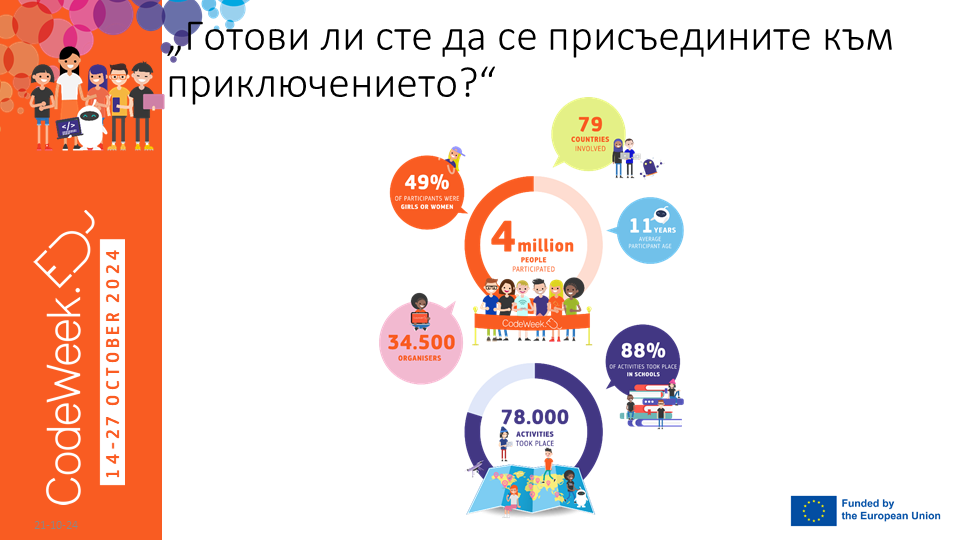 „Готови ли сте да се присъедините към
приключението?“
79
COUNTRIES
INVOLVED
49%
OF PARTICIPANTS WERE
GIRLS OR WOMEN
4 million
PEOPLE
PARTICIPATED
11 YEARS
AVERAGE
PARTICIPANT AGE
CodeWeek
34.500
ORGANISERS
88%
OF ACTIVITIES TOOK PLACE
IN SCHOOLS
78.000
ACTIVITIES
TOOK PLACE
CodeWeek.EU
14-27 OCTOBER 2024
Funded by
the European Union